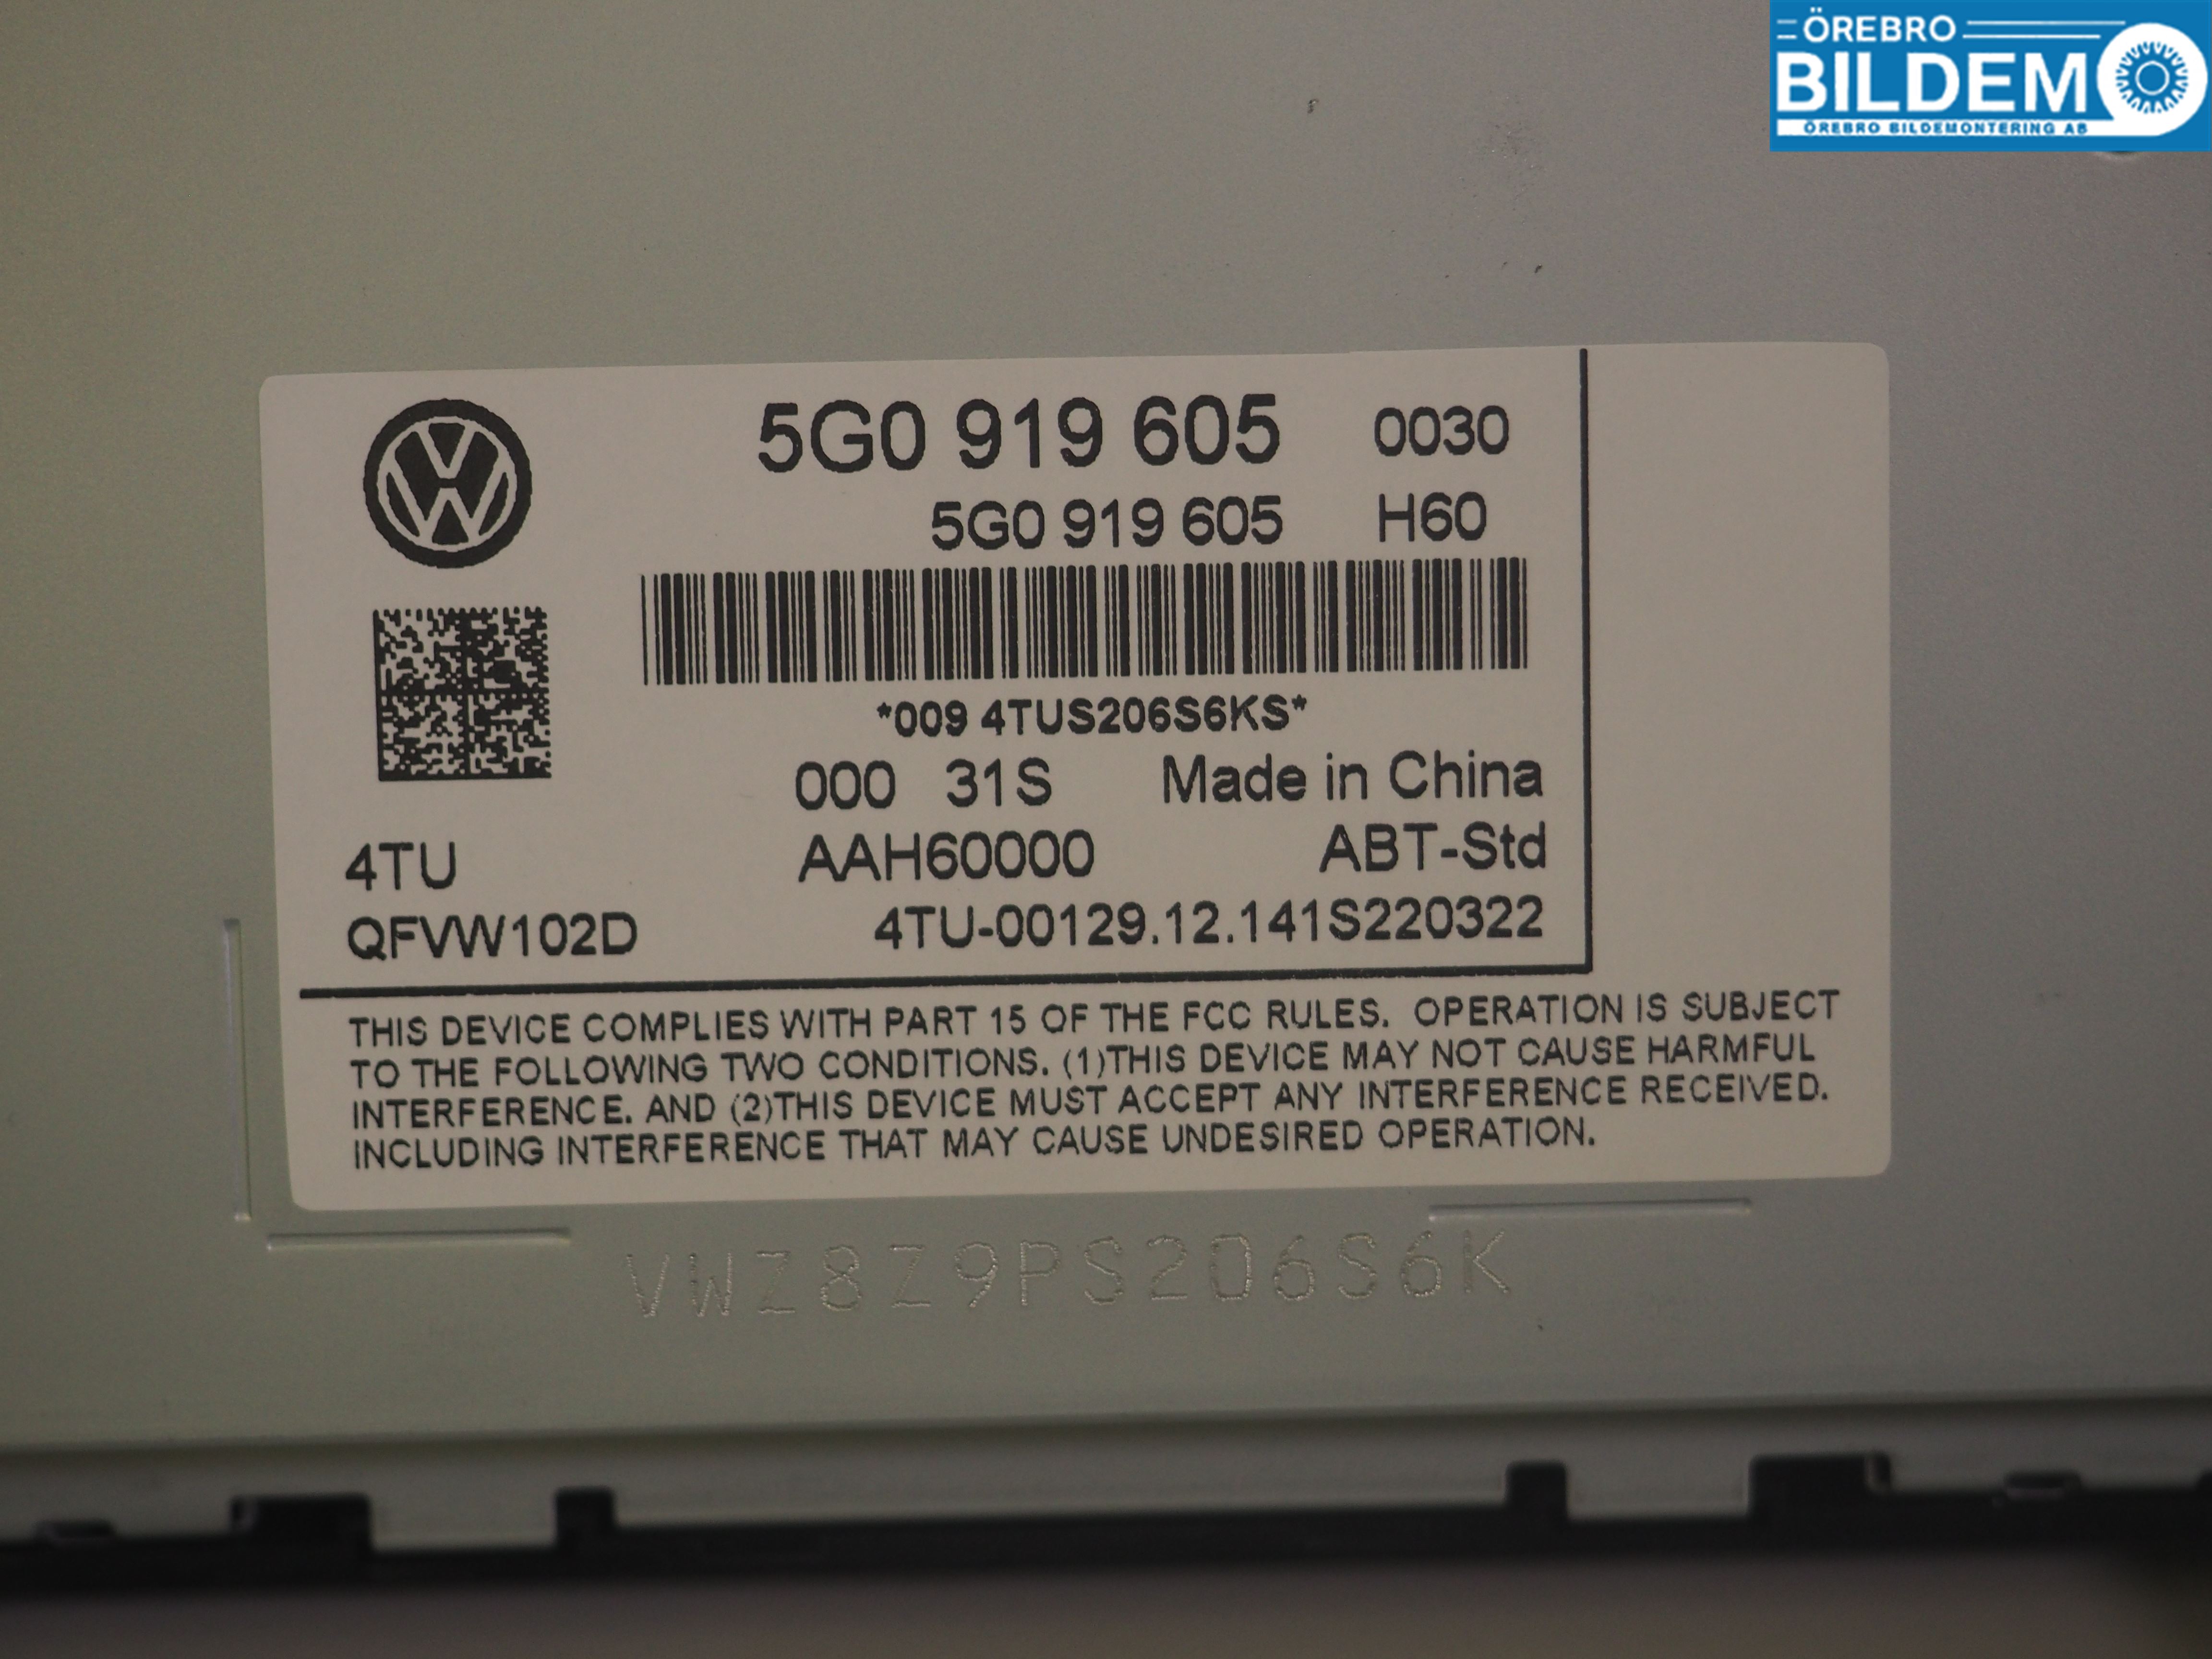 ÖREBRO
BILDEMO
ÖREBRO BILDEMONTERING AB
5G0 919 605 0030
5G0 919 605 H60
*009 4TUS206S6KS*
000 31S Made in China
4TU AAH60000 ABT-Std
QFVW102D 4TU-00129.12.141S220322
THIS DEVICE COMPLIES WITH PART 15 OF THE FCC RULES. OPERATION IS SUBJECT
TO THE FOLLOWING TWO CONDITIONS. (1)THIS DEVICE MAY NOT CAUSE HARMFUL
INTERFERENCE. AND (2)THIS DEVICE MUST ACCEPT ANY INTERFERENCE RECEIVED.
INCLUDING INTERFERENCE THAT MAY CAUSE UNDESIRED OPERATION.
VWZ8Z9PS206S6K